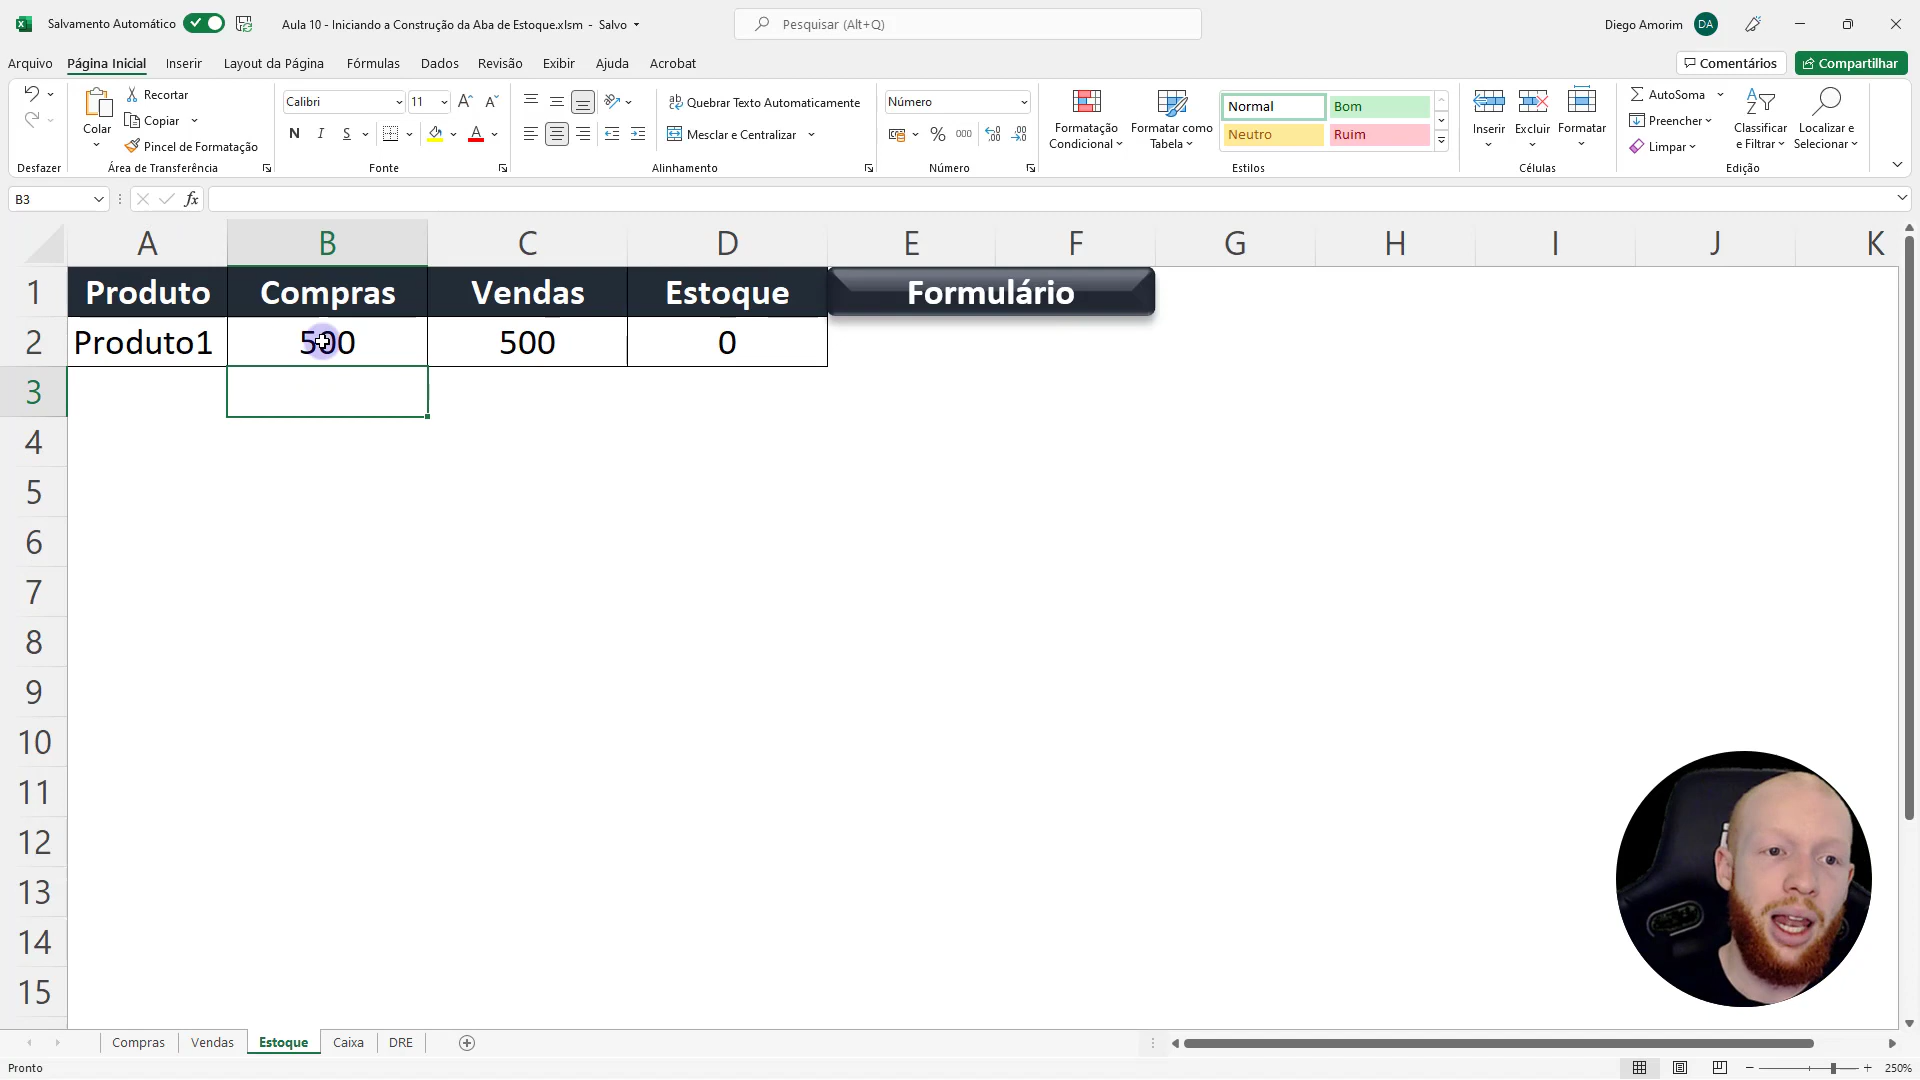 Salvamento Automático
Aula 10 - Iniciando a Construção da Aba de Estoque.xlsm - Salvo
Pesquisar (Alt+Q)
Diego Amorim DA
Arquivo Página Inicial Inserir Layout da Página Fórmulas Dados Revisão Exibir Ajuda Acrobat
Comentários Compartilhar
Desfazer
Colar
Recortar
Copiar
Pincel de Formatação
Área de Transferência
Calibri 11
N I S
Fonte
Quebrar Texto Automaticamente
Mesclar e Centralizar
Alinhamento
Número
% 000
Número
Formatação Condicional
Formatar como Tabela
Normal Bom
Neutro Ruim
Estilos
Inserir Excluir Formatar
Células
AutoSoma
Preencher
Limpar
Classificar e Filtrar
Localizar e Selecionar
Edição
B3 fx
A B C D E F G H I J K
1 Produto Compras Vendas Estoque Formulário
2 Produto1 500 500 0
3
4
5
6
7
8
9
10
11
12
13
14
15
Compras Vendas Estoque Caixa DRE
Pronto
250%